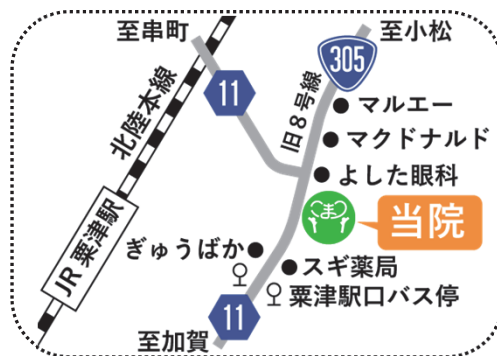 至串町
至小松
305
11
北陸本線
旧8号線
マルエー
マクドナルド
よした眼科
当院
JR 粟津駅
ぎゅうばか
スギ薬局
粟津駅口バス停
11
至加賀